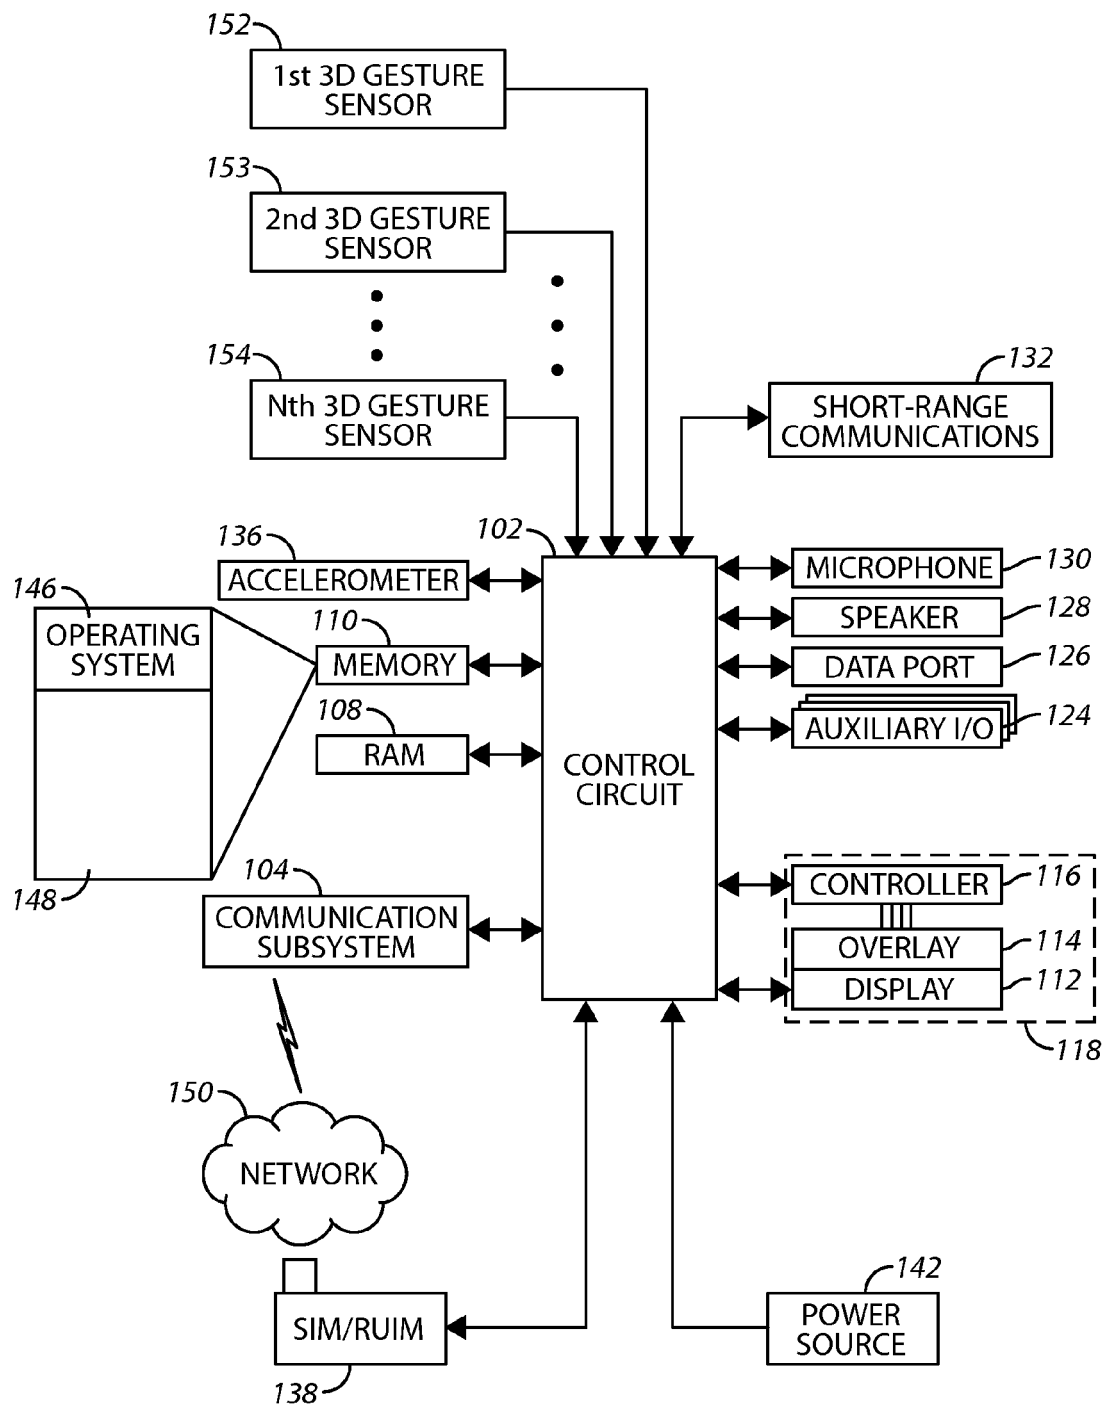 152
1st 3D GESTURE
SENSOR
153
2nd 3D GESTURE
SENSOR
154
Nth 3D GESTURE
SENSOR
132
SHORT-RANGE
COMMUNICATIONS
102
CONTROL
CIRCUIT
136
ACCELEROMETER
146
OPERATING
SYSTEM
148
110
MEMORY
108
RAM
104
COMMUNICATION
SUBSYSTEM
MICROPHONE
130
SPEAKER
128
DATA PORT
126
AUXILIARY I/O
124
CONTROLLER
116
OVERLAY
114
DISPLAY
112
118
150
NETWORK
SIM/RUIM
138
142
POWER
SOURCE